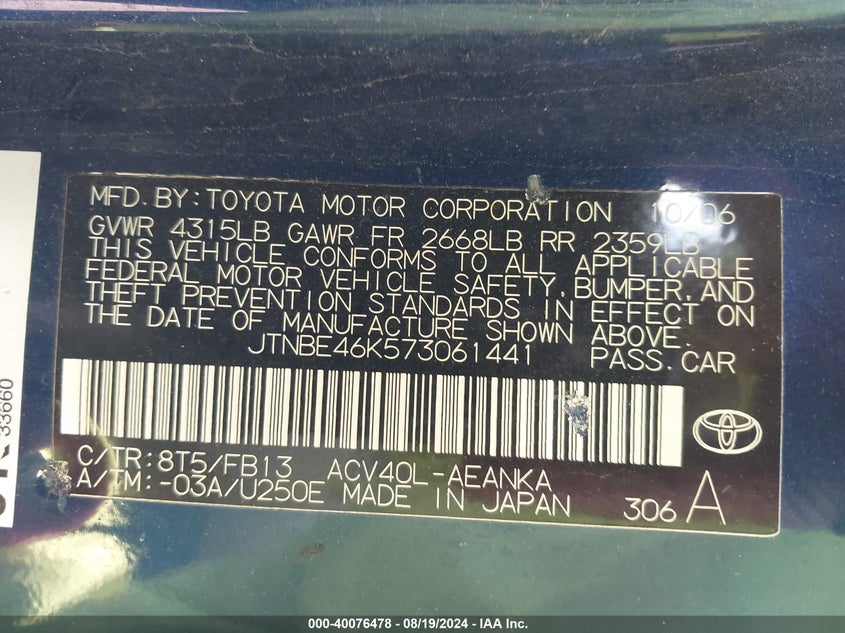 MFD.BY:TOYOTA MOTOR CORPORATION 10/06
GVWR 4315LB GAWR FR 2668LB RR 2359LB
THIS VEHICLE CONFORMS TO ALL APPLICABLE
FEDERAL MOTOR VEHICLE SAFETY,BUMPER,AND
THEFT PREVENTION STANDARDS IN EFFECT ON
THE DATE OF MANUFACTURE SHOWN ABOVE.
JTNBE46K573061441 PASS.CAR
C/TR:8T5/FB13 ACV40L-AEANKA
A/TM:-03A/U250E MADE IN JAPAN 306 A
33660
000-40076478 - 08/19/2024 - IAA Inc.